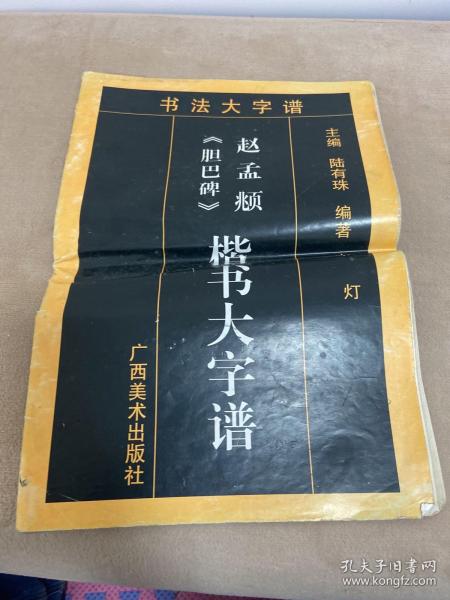 书法大字谱
主编 陆有珠 编著 灯
赵孟頫
《胆巴碑》
楷书大字谱
广西美术出版社
孔夫子旧书网
www.kongfz.com